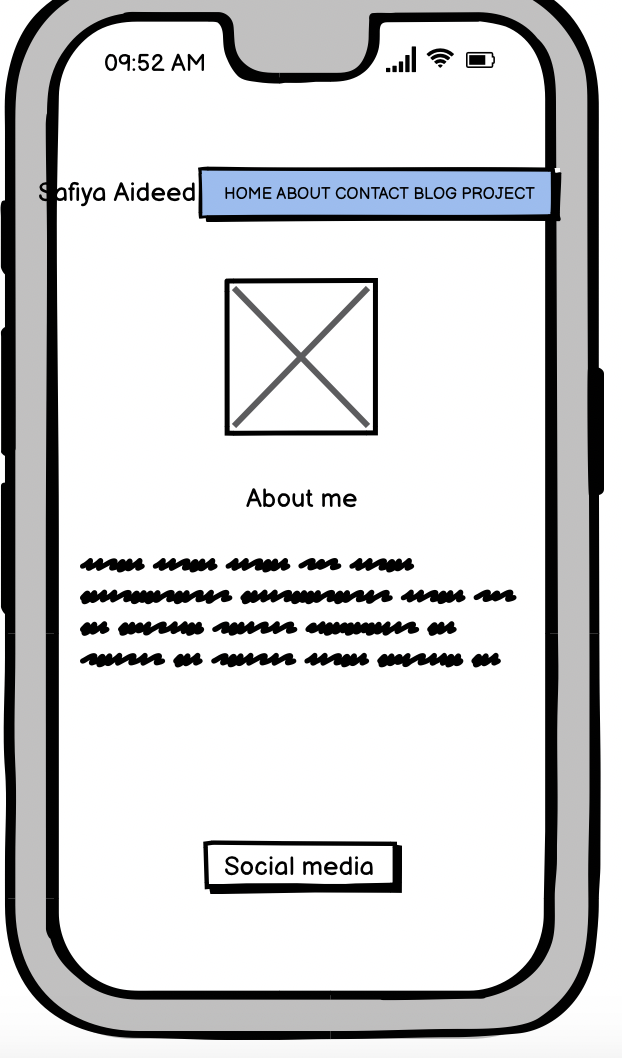 09:52 AM
Safiya Aideed HOME ABOUT CONTACT BLOG PROJECT
About me
Social media